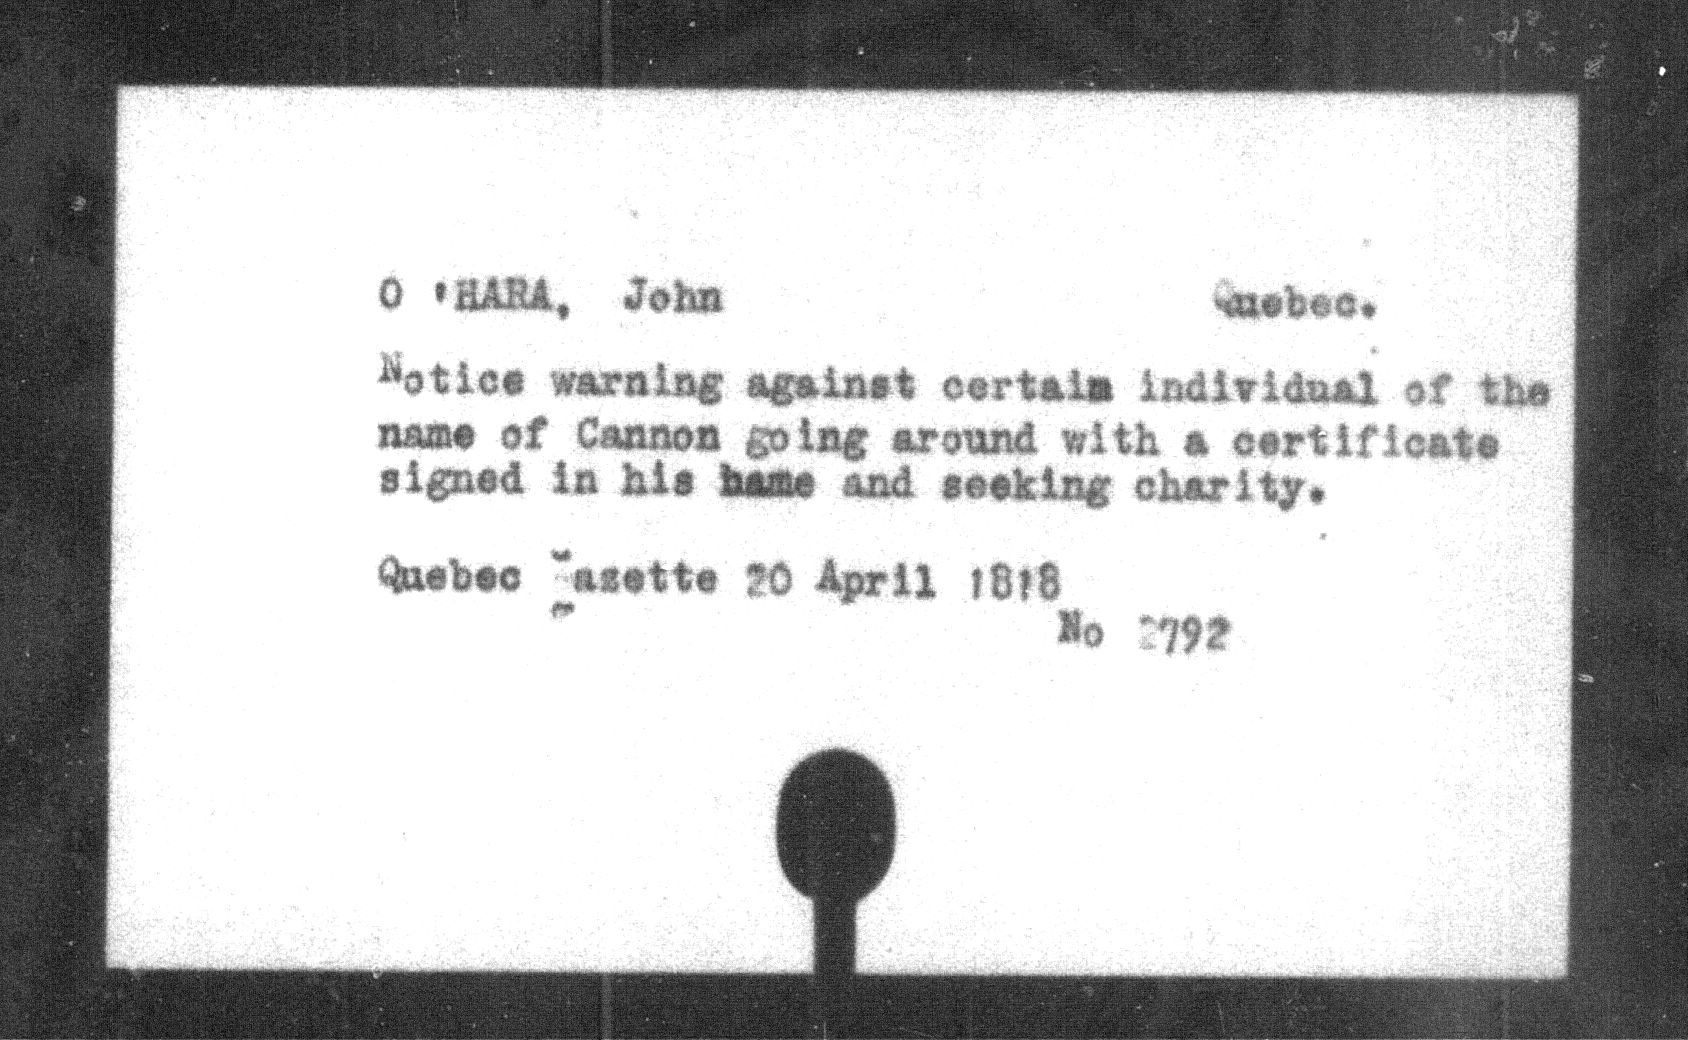 O 'HARA, John Quebec.
Notice warning against certain individual of the
name of Cannon going around with a certificate
signed in his name and seeking charity.
Quebec Gazette 20 April 1818
No 2792